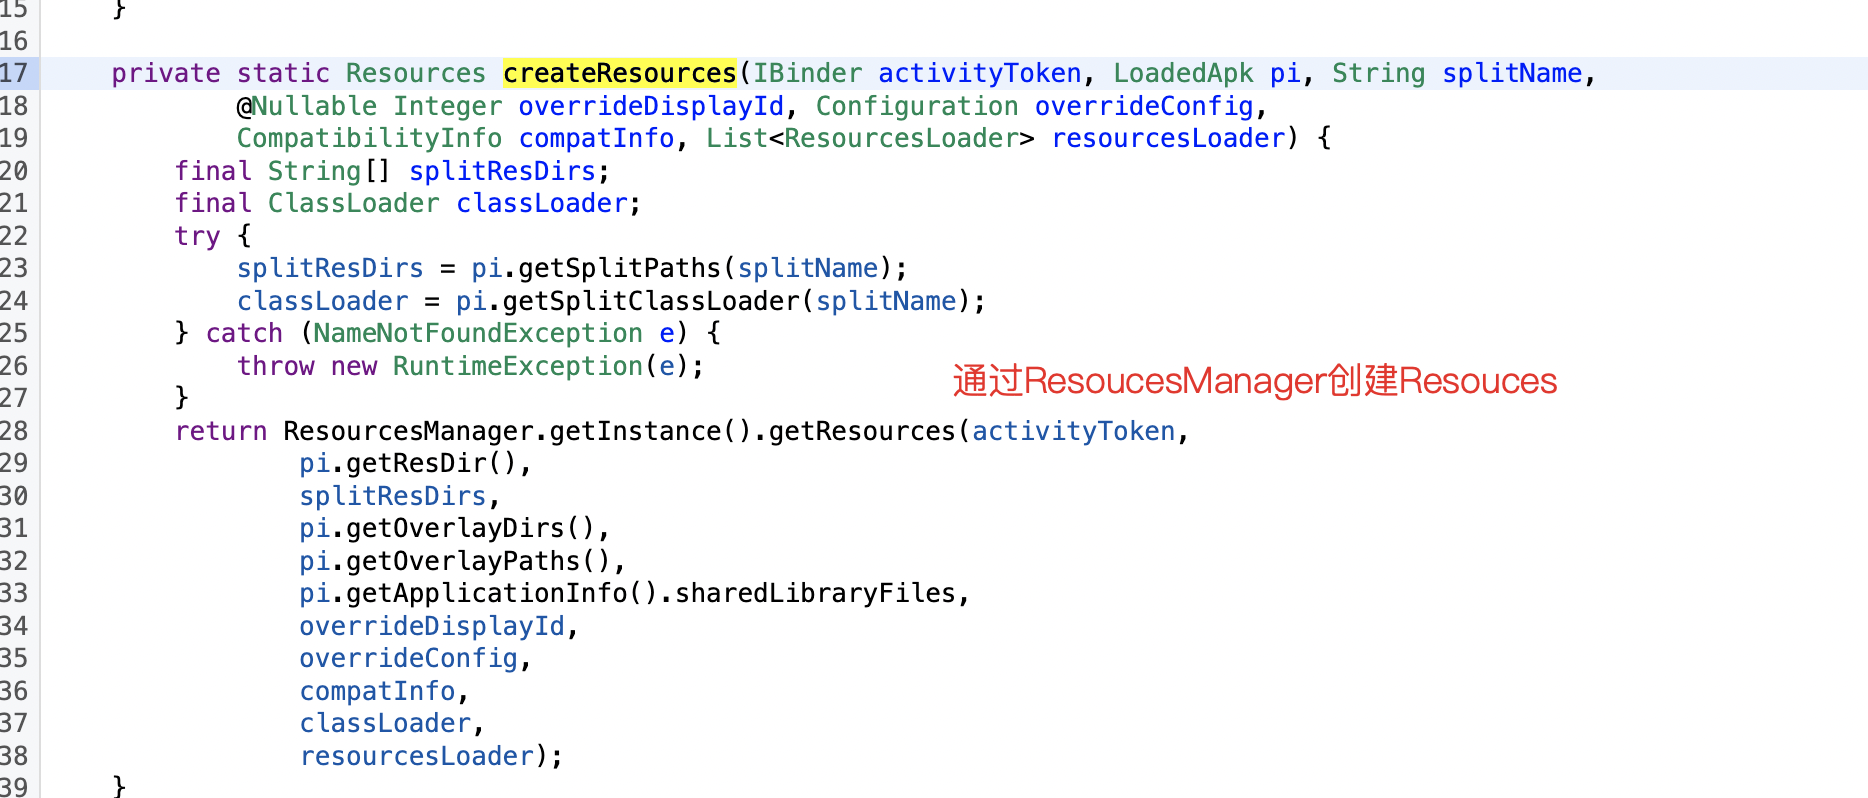 15 }
16
17 private static Resources createResources(IBinder activityToken, LoadedApk pi, String splitName,
18 @Nullable Integer overrideDisplayId, Configuration overrideConfig,
19 CompatibilityInfo compatInfo, List<ResourcesLoader> resourcesLoader) {
20 final String[] splitResDirs;
21 final ClassLoader classLoader;
22 try {
23 splitResDirs = pi.getSplitPaths(splitName);
24 classLoader = pi.getSplitClassLoader(splitName);
25 } catch (NameNotFoundException e) {
26 throw new RuntimeException(e);
通过ResoucesManager创建Resouces
27 }
28 return ResourcesManager.getInstance().getResources(activityToken,
29 pi.getResDir(),
30 splitResDirs,
31 pi.getOverlayDirs(),
32 pi.getOverlayPaths(),
33 pi.getApplicationInfo().sharedLibraryFiles,
34 overrideDisplayId,
35 overrideConfig,
36 compatInfo,
37 classLoader,
38 resourcesLoader);
39 }